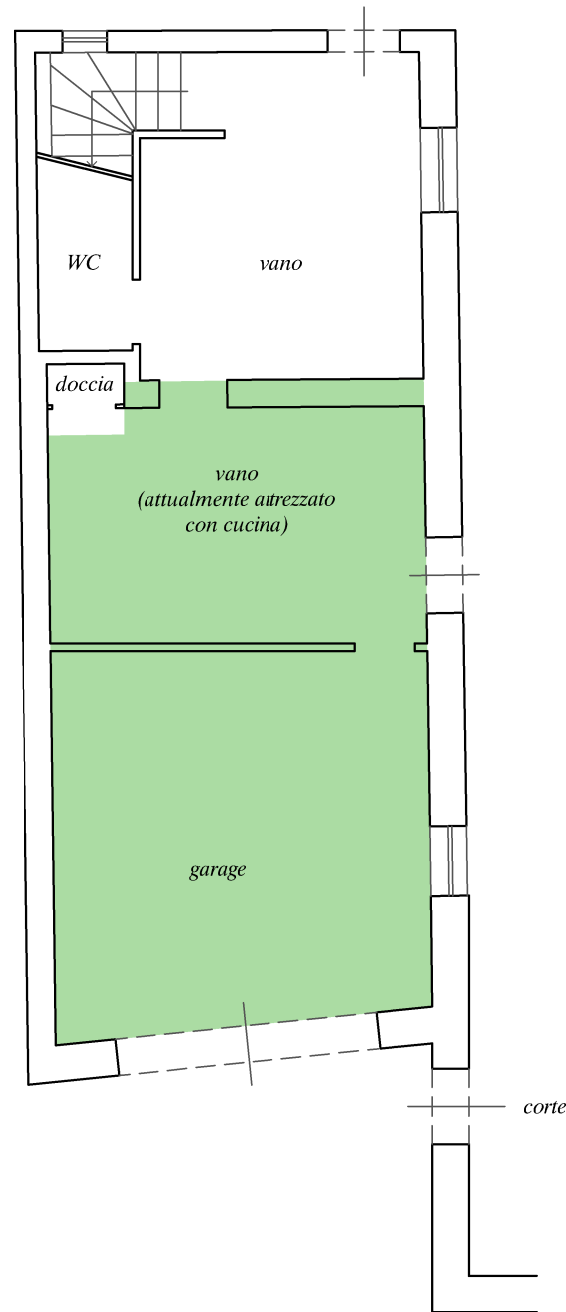 WC
vano
doccia
vano
(attualmente attrezzato
con cucina)
garage
corte